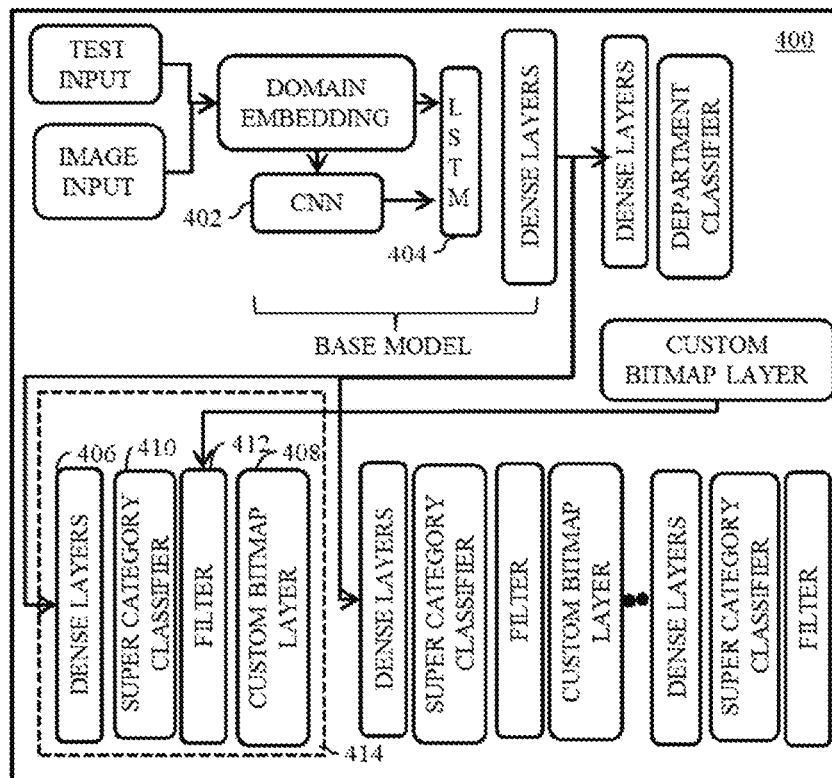 400
TEST
INPUT
IMAGE
INPUT
DOMAIN
EMBEDDING
402
CNN
LSTM
404
DENSE LAYERS
DENSE LAYERS
DEPARTMENT
CLASSIFIER
BASE MODEL
CUSTOM
BITMAP LAYER
406
410
412
408
DENSE LAYERS
SUPER CATEGORY
CLASSIFIER
FILTER
CUSTOM BITMAP
LAYER
414
DENSE LAYERS
SUPER CATEGORY
CLASSIFIER
FILTER
CUSTOM BITMAP
LAYER
DENSE LAYERS
SUPER CATEGORY
CLASSIFIER
FILTER